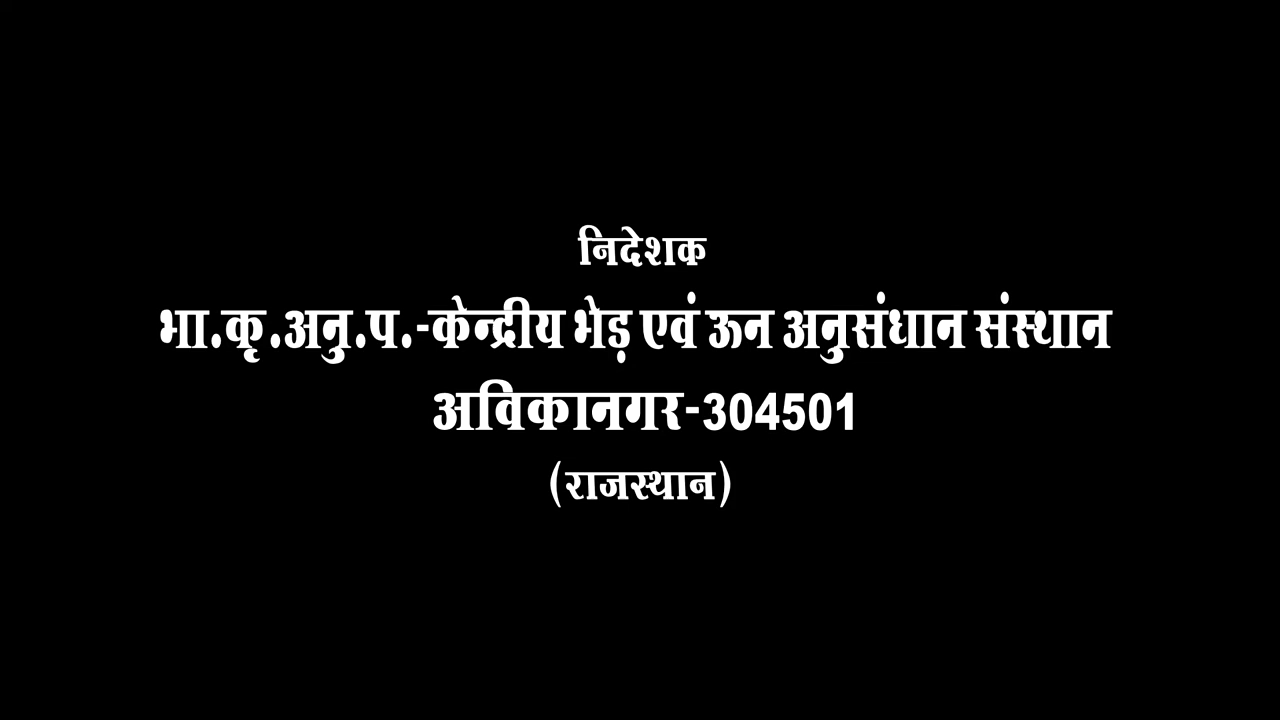 निदेशक
भा.कृ.अनु.प.-केन्द्रीय भेड़ एवं ऊन अनुसंधान संस्थान
अविकानगर-304501
(राजस्थान)